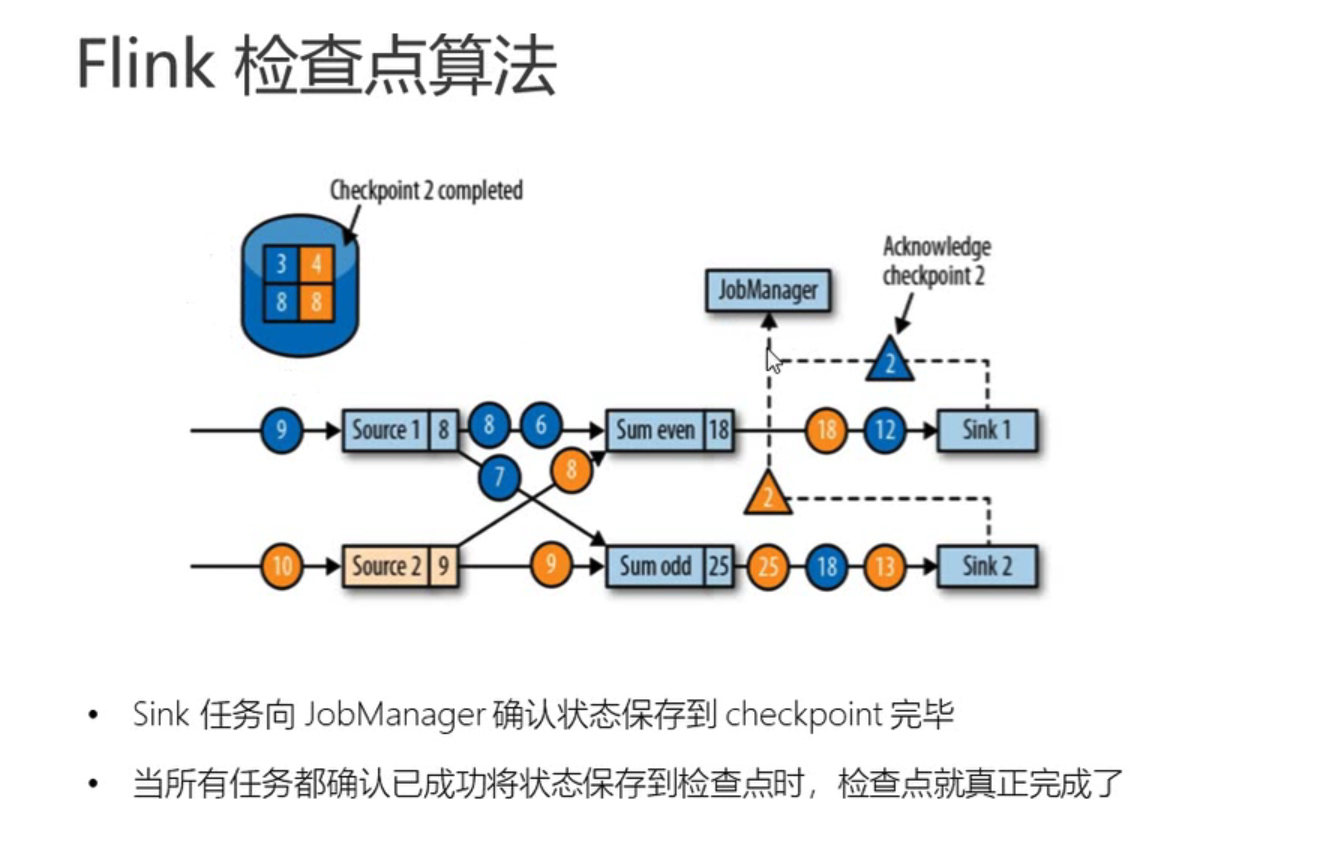 Flink 检查点算法
Checkpoint 2 completed
3 4
8 8
Acknowledge
checkpoint 2
JobManager
2
9 Source 1 8 8 6 Sum even 18 18 12 Sink 1
7 8
2
10 Source 2 9 9 Sum odd 25 25 18 13 Sink 2
• Sink 任务向 JobManager 确认状态保存到 checkpoint 完毕
• 当所有任务都确认已成功将状态保存到检查点时，检查点就真正完成了